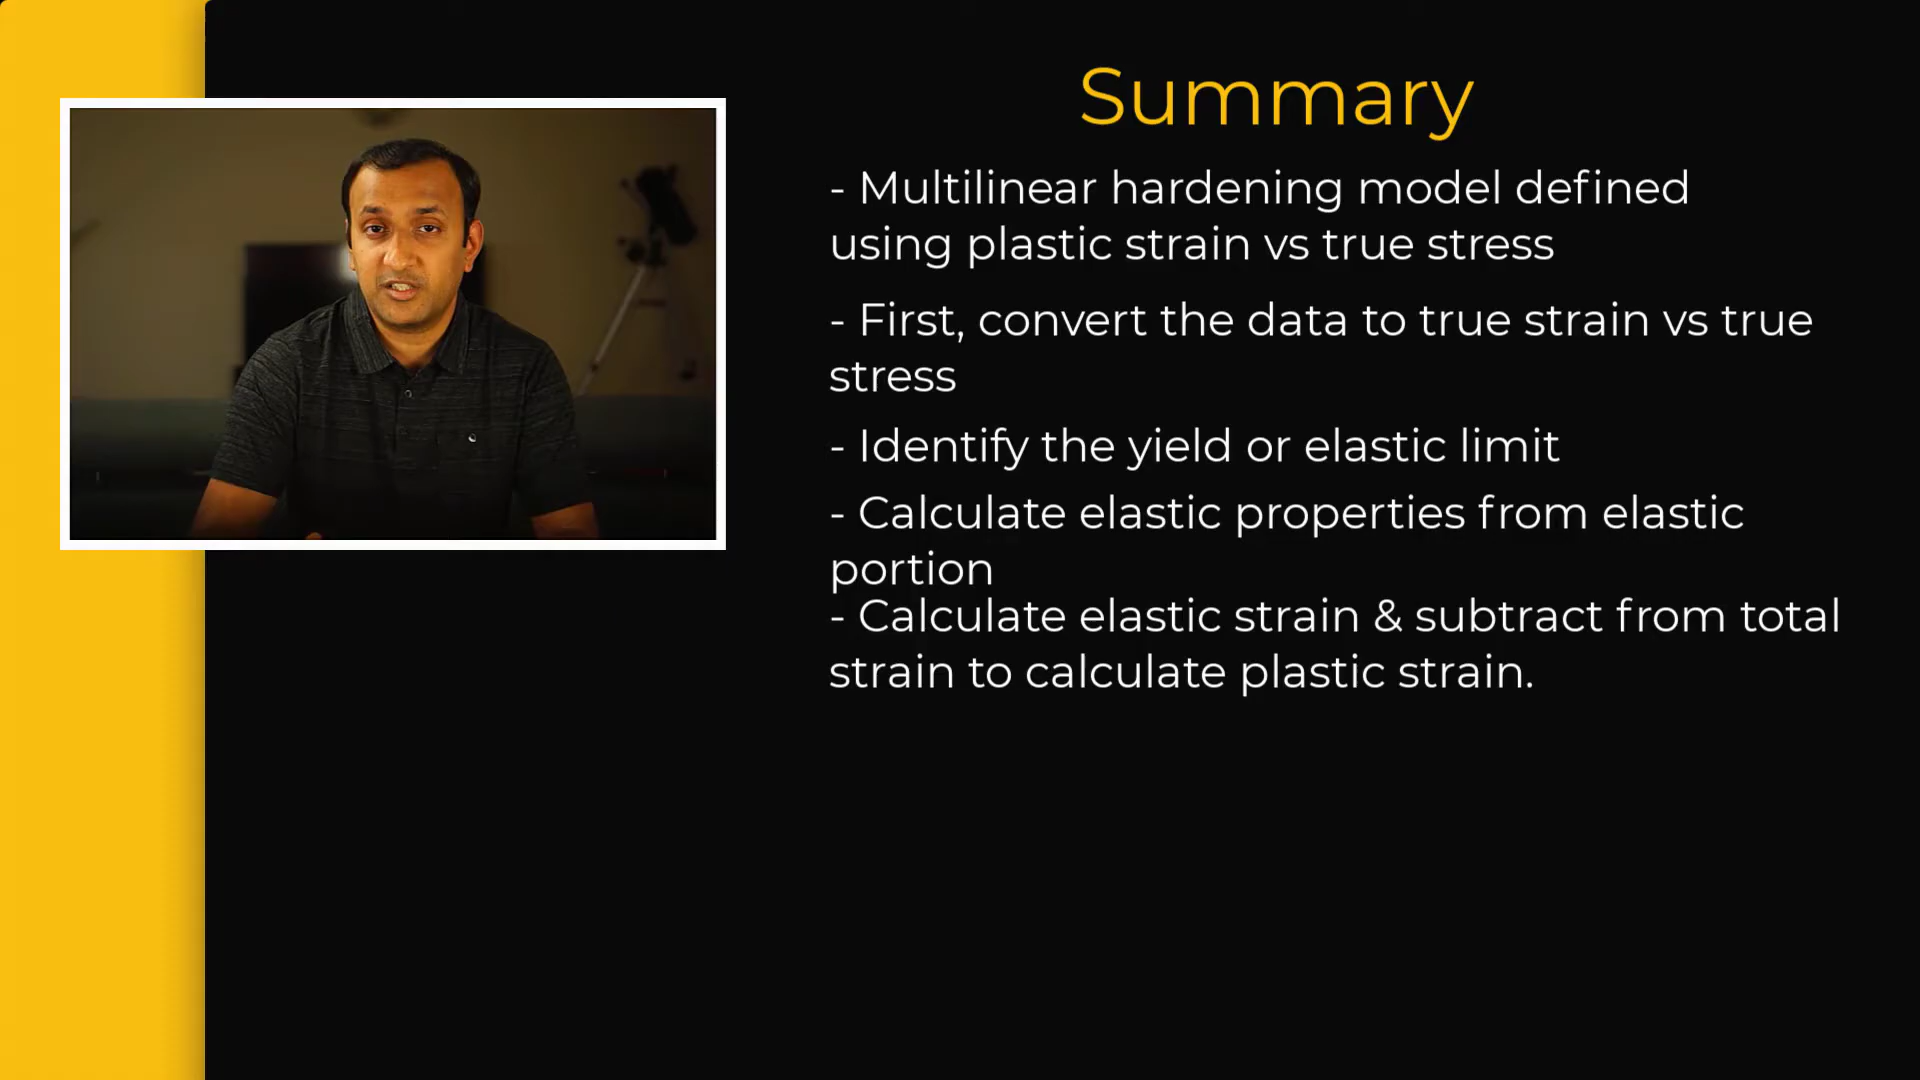 Summary
- Multilinear hardening model defined
using plastic strain vs true stress
- First, convert the data to true strain vs true
stress
- Identify the yield or elastic limit
- Calculate elastic properties from elastic
portion
- Calculate elastic strain & subtract from total
strain to calculate plastic strain.